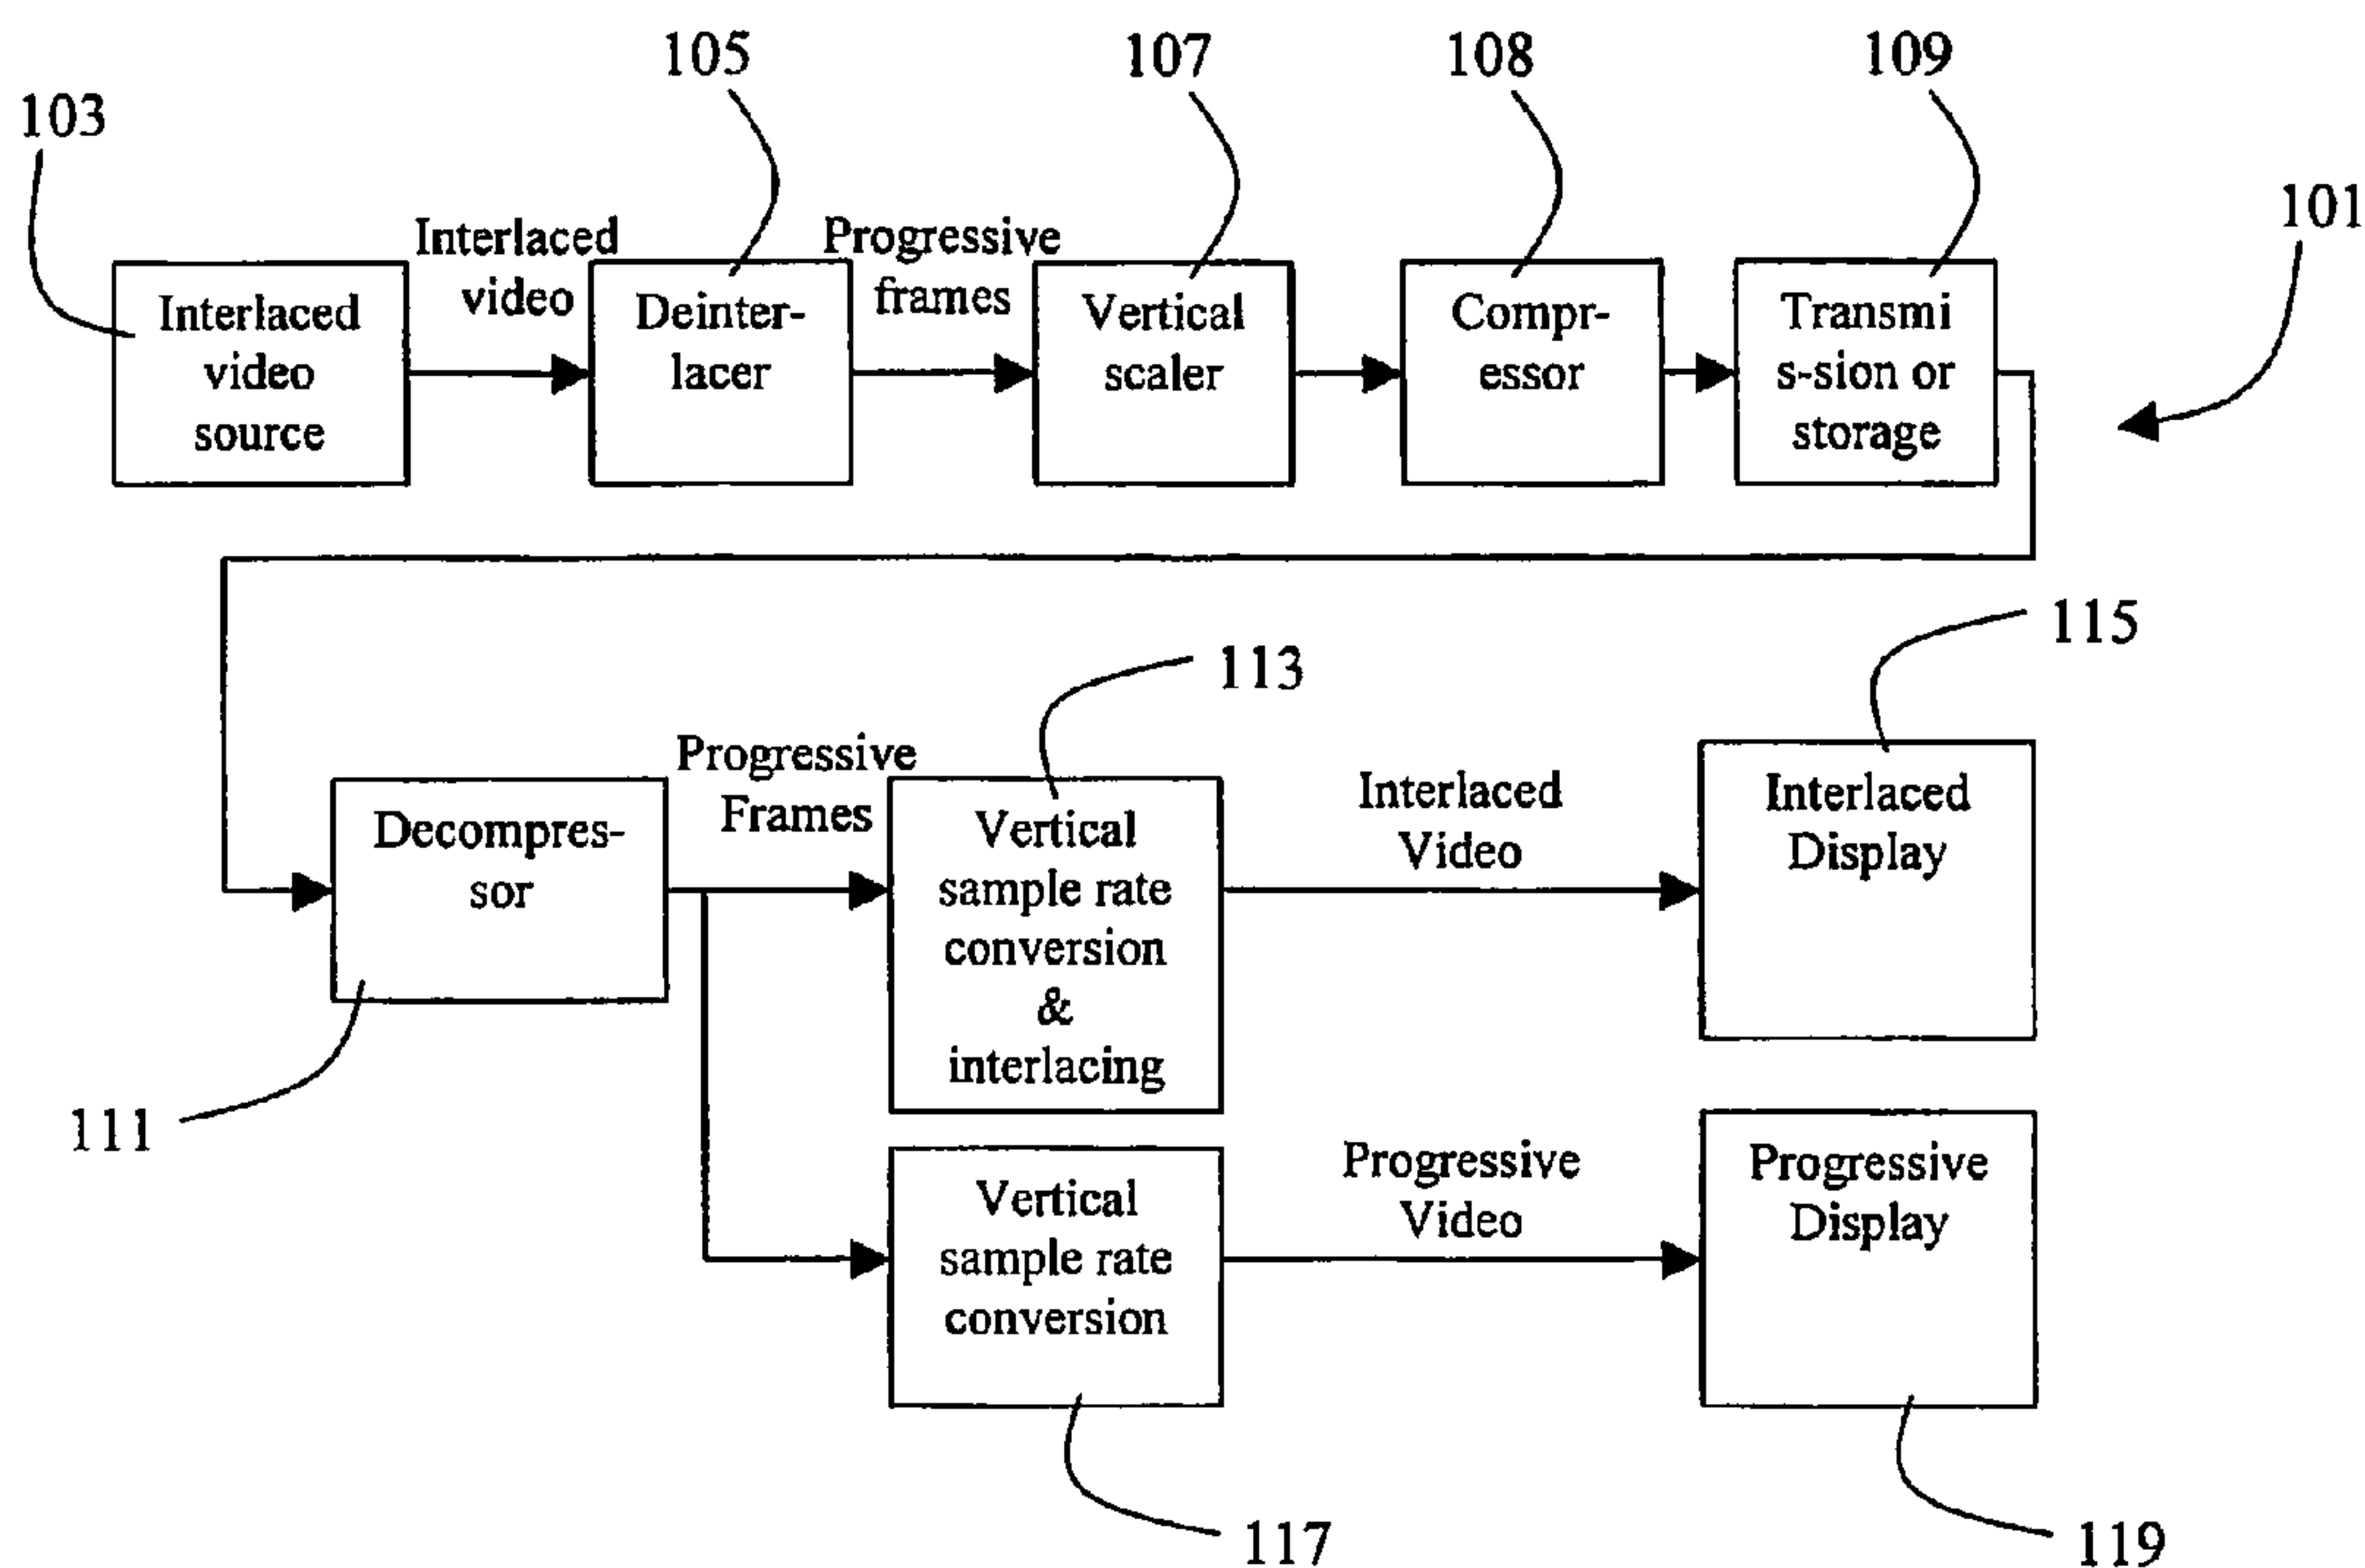 105
107
108
109
103
101
Interlaced
video
Progressive
frames
Interlaced
video
source
Deinter-
lacer
Vertical
scaler
Compr-
essor
Transmi
s-sion or
storage
115
113
Progressive
Frames
Interlaced
Video
Decompres-
sor
Vertical
sample rate
conversion
&
interlacing
Interlaced
Display
111
Progressive
Video
Vertical
sample rate
conversion
Progressive
Display
117
119